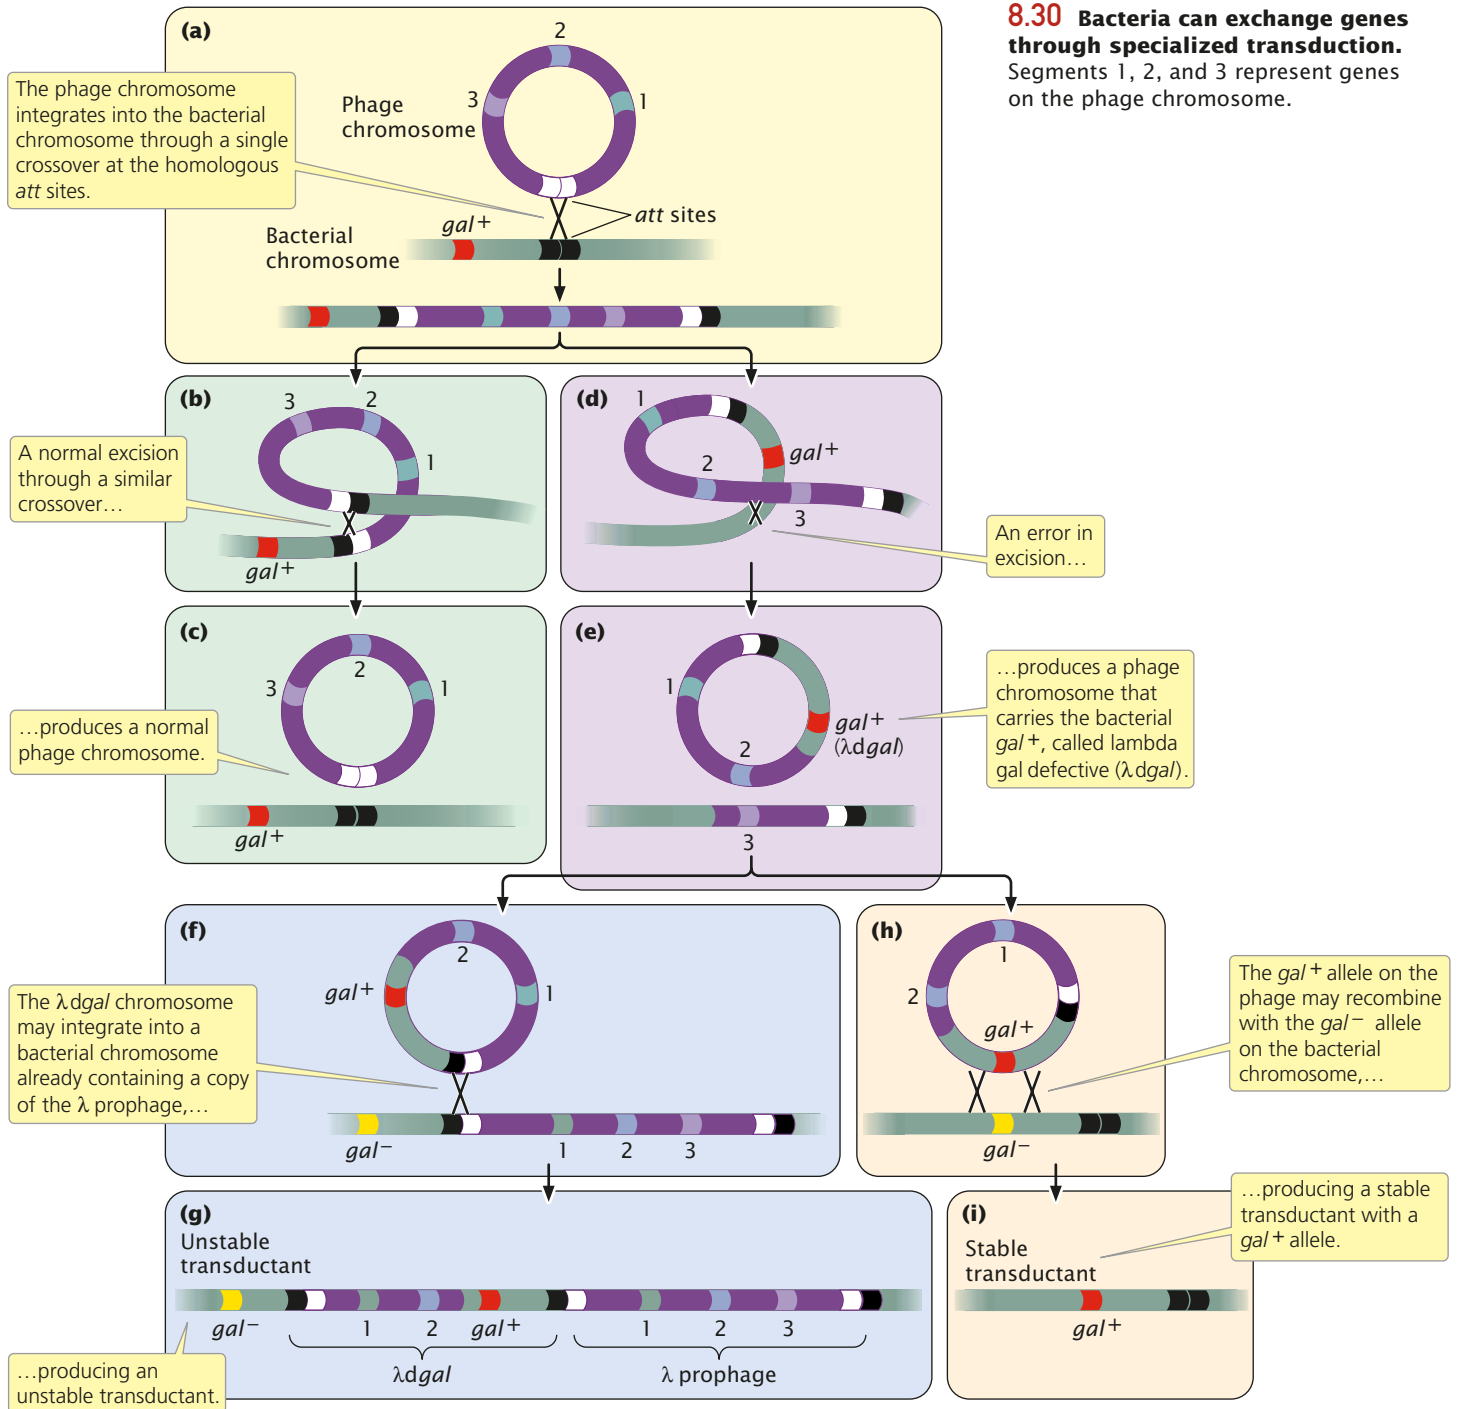 8.30 Bacteria can exchange genes
through specialized transduction.
Segments 1, 2, and 3 represent genes
on the phage chromosome.
(a)
The phage chromosome
integrates into the bacterial
chromosome through a single
crossover at the homologous
att sites.
2
3
1
Phage
chromosome
att sites
gal+
Bacterial
chromosome
(b)
3
2
1
A normal excision
through a similar
crossover…
gal+
(d)
1
gal+
2
3
An error in
excision…
(c)
2
3
1
…produces a normal
phage chromosome.
gal+
(e)
1
gal+
(λdgal)
2
3
…produces a phage
chromosome that
carries the bacterial
gal+, called lambda
gal defective (λdgal).
(f)
2
gal+
1
The λdgal chromosome
may integrate into a
bacterial chromosome
already containing a copy
of the λ prophage,…
gal–
1
2
3
(h)
1
2
gal+
The gal+ allele on the
phage may recombine
with the gal– allele
on the bacterial
chromosome,…
gal–
(g)
Unstable
transductant
gal–
1
2
gal+
1
2
3
λdgal
λ prophage
…producing an
unstable transductant.
(i)
Stable
transductant
…producing a stable
transductant with a
gal+ allele.
gal+